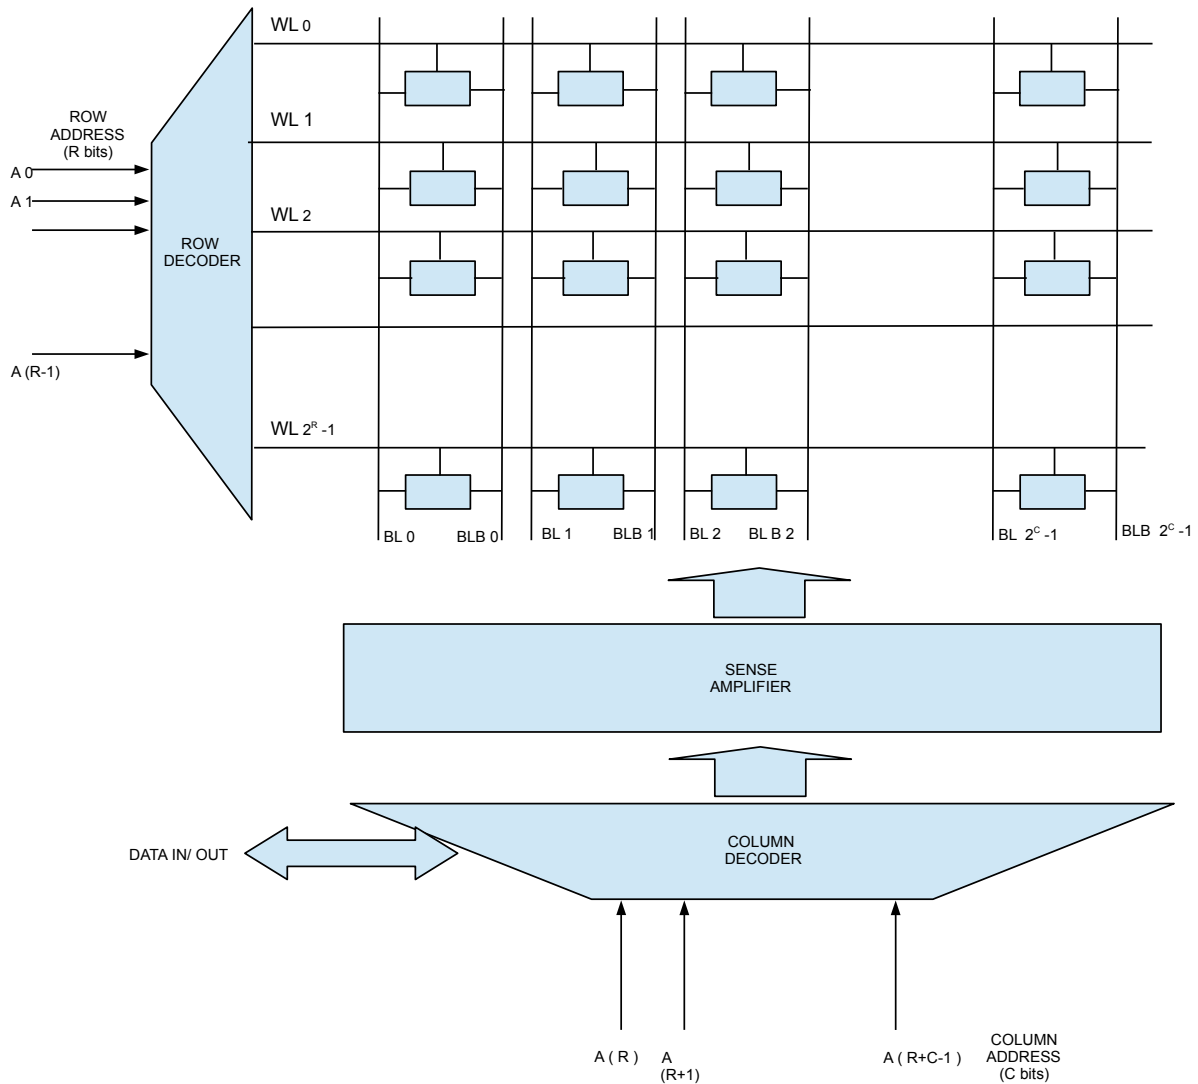 WL 0
ROW
ADDRESS
(R bits)
WL 1
A 0
A 1
WL 2
ROW
DECODER
A (R-1)
WL 2ᴿ -1
BL 0
BLB 0
BL 1
BLB 1
BL 2
BL B 2
BL 2ᶜ -1
BLB 2ᶜ -1
SENSE
AMPLIFIER
DATA IN/ OUT
COLUMN
DECODER
A ( R )
A
(R+1)
A ( R+C-1 )
COLUMN
ADDRESS
(C bits)